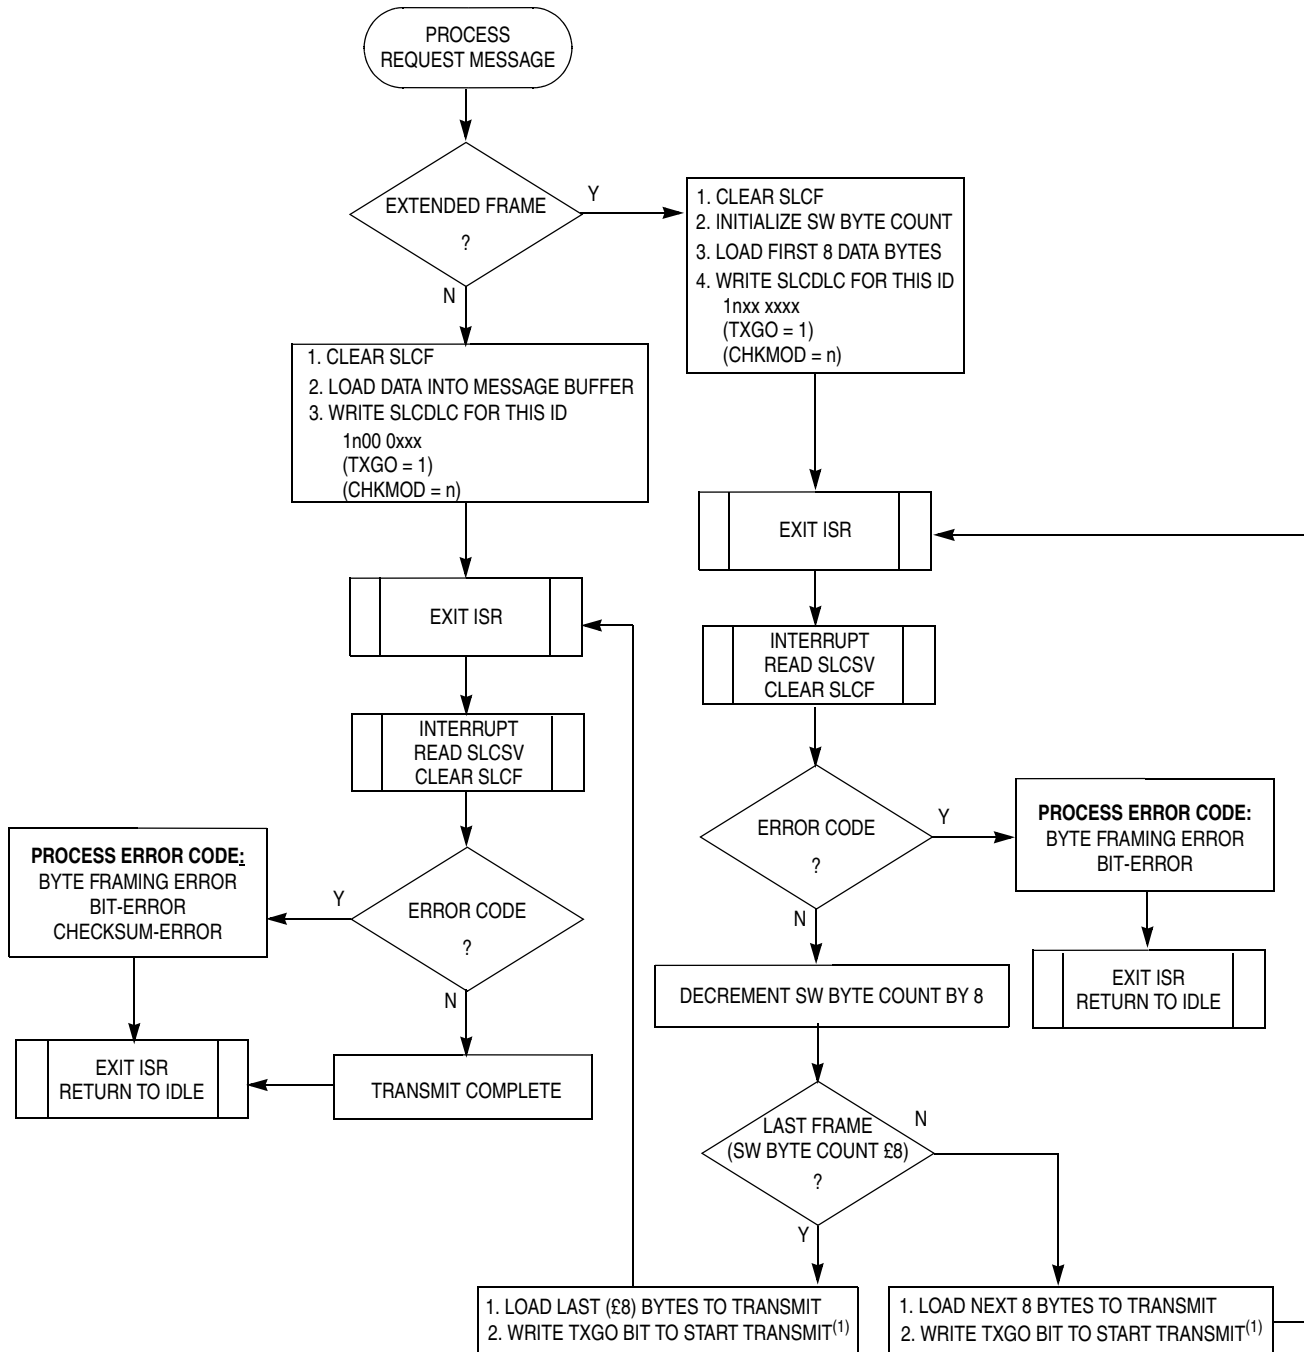 PROCESS
REQUEST MESSAGE
EXTENDED FRAME
?
Y
N
1. CLEAR SLCF
2. INITIALIZE SW BYTE COUNT
3. LOAD FIRST 8 DATA BYTES
4. WRITE SLCDLC FOR THIS ID
1nxx xxxx
(TXGO = 1)
(CHKMOD = n)
1. CLEAR SLCF
2. LOAD DATA INTO MESSAGE BUFFER
3. WRITE SLCDLC FOR THIS ID
1n00 0xxx
(TXGO = 1)
(CHKMOD = n)
EXIT ISR
EXIT ISR
INTERRUPT
READ SLCSV
CLEAR SLCF
INTERRUPT
READ SLCSV
CLEAR SLCF
ERROR CODE
?
Y
N
PROCESS ERROR CODE:
BYTE FRAMING ERROR
BIT-ERROR
PROCESS ERROR CODE:
BYTE FRAMING ERROR
BIT-ERROR
CHECKSUM-ERROR
Y
ERROR CODE
?
N
EXIT ISR
RETURN TO IDLE
DECREMENT SW BYTE COUNT BY 8
EXIT ISR
RETURN TO IDLE
TRANSMIT COMPLETE
LAST FRAME
(SW BYTE COUNT £8)
?
N
Y
1. LOAD LAST (£8) BYTES TO TRANSMIT
2. WRITE TXGO BIT TO START TRANSMIT(1)
1. LOAD NEXT 8 BYTES TO TRANSMIT
2. WRITE TXGO BIT TO START TRANSMIT(1)